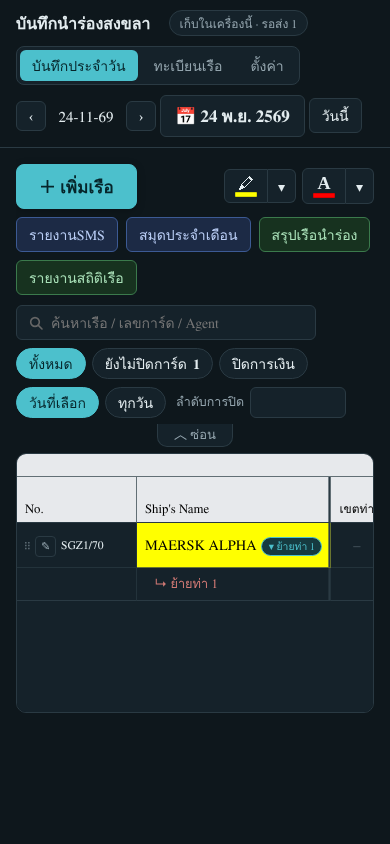 บันทึกนำร่องสงขลา
เก็บในเครื่องนี้ · รอส่ง 1
บันทึกประจำวัน ทะเบียนเรือ ตั้งค่า
‹ 24-11-69 › 📅 24 พ.ย. 2569 วันนี้
+ เพิ่มเรือ 🖍 ▾ A ▾
รายงานSMS สมุดประจำเดือน สรุปเรือนำร่อง
รายงานสถิติเรือ
ค้นหาเรือ / เลขการ์ด / Agent
ทั้งหมด ยังไม่ปิดการ์ด 1 ปิดการเงิน
วันที่เลือก ทุกวัน ลำดับการปิด
︿ ซ่อน
No. Ship's Name เขตท่า
⠿ ✎ SGZ1/70 MAERSK ALPHA ▾ ย้ายท่า 1 –
↳ ย้ายท่า 1